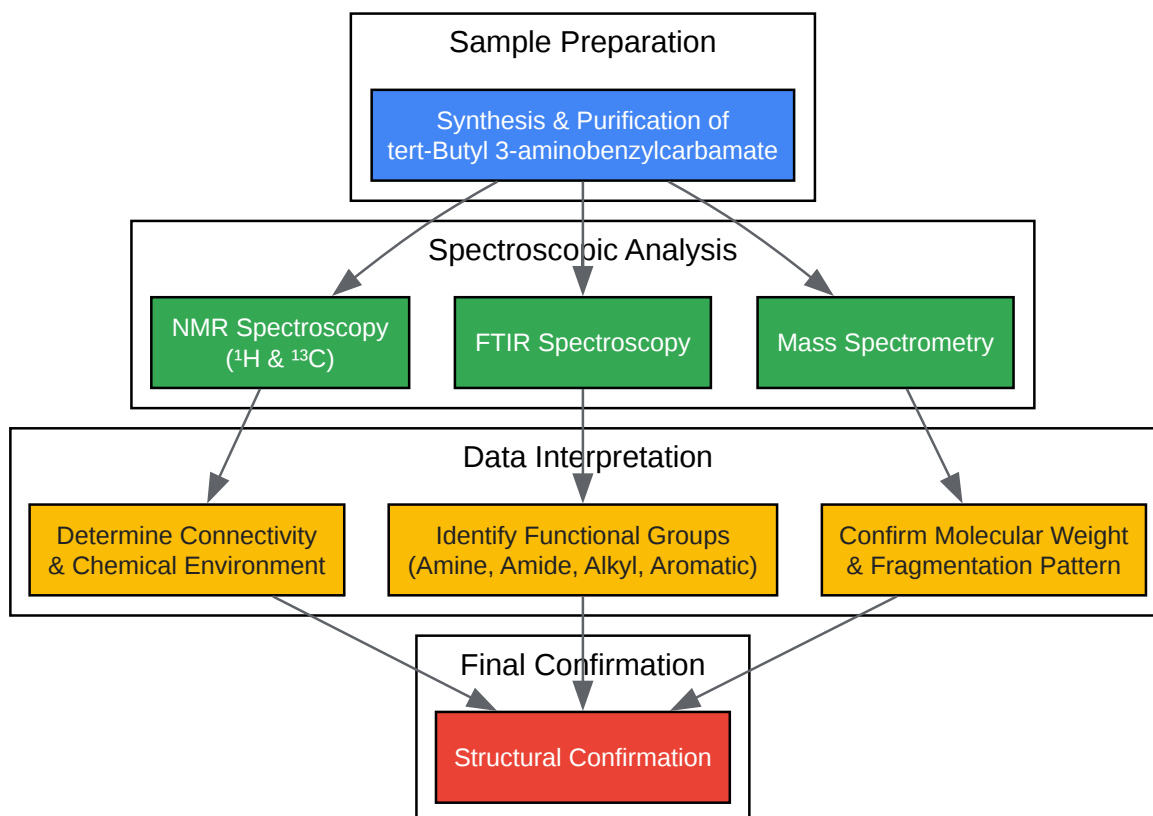 Sample Preparation
Synthesis & Purification of
tert-Butyl 3-aminobenzylcarbamate
Spectroscopic Analysis
NMR Spectroscopy
(¹H & ¹³C)
FTIR Spectroscopy
Mass Spectrometry
Data Interpretation
Determine Connectivity
& Chemical Environment
Identify Functional Groups
(Amine, Amide, Alkyl, Aromatic)
Confirm Molecular Weight
& Fragmentation Pattern
Final Confirmation
Structural Confirmation